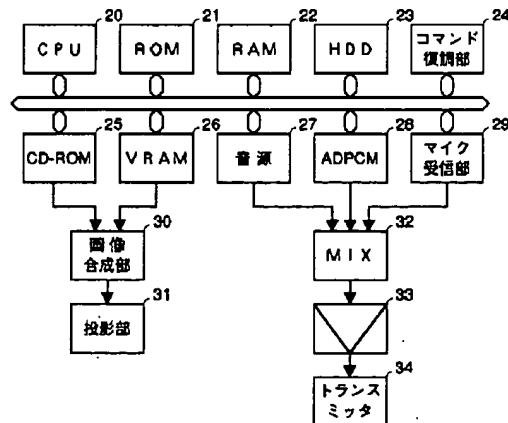 20
21
22
23
24
CPU
ROM
RAM
HDD
コマンド
復調部
25
26
27
28
29
CD-ROM
VRAM
音源
ADPCM
マイク
受信部
30
32
画像
合成部
MIX
31
33
投影部
34
トランス
ミッタ